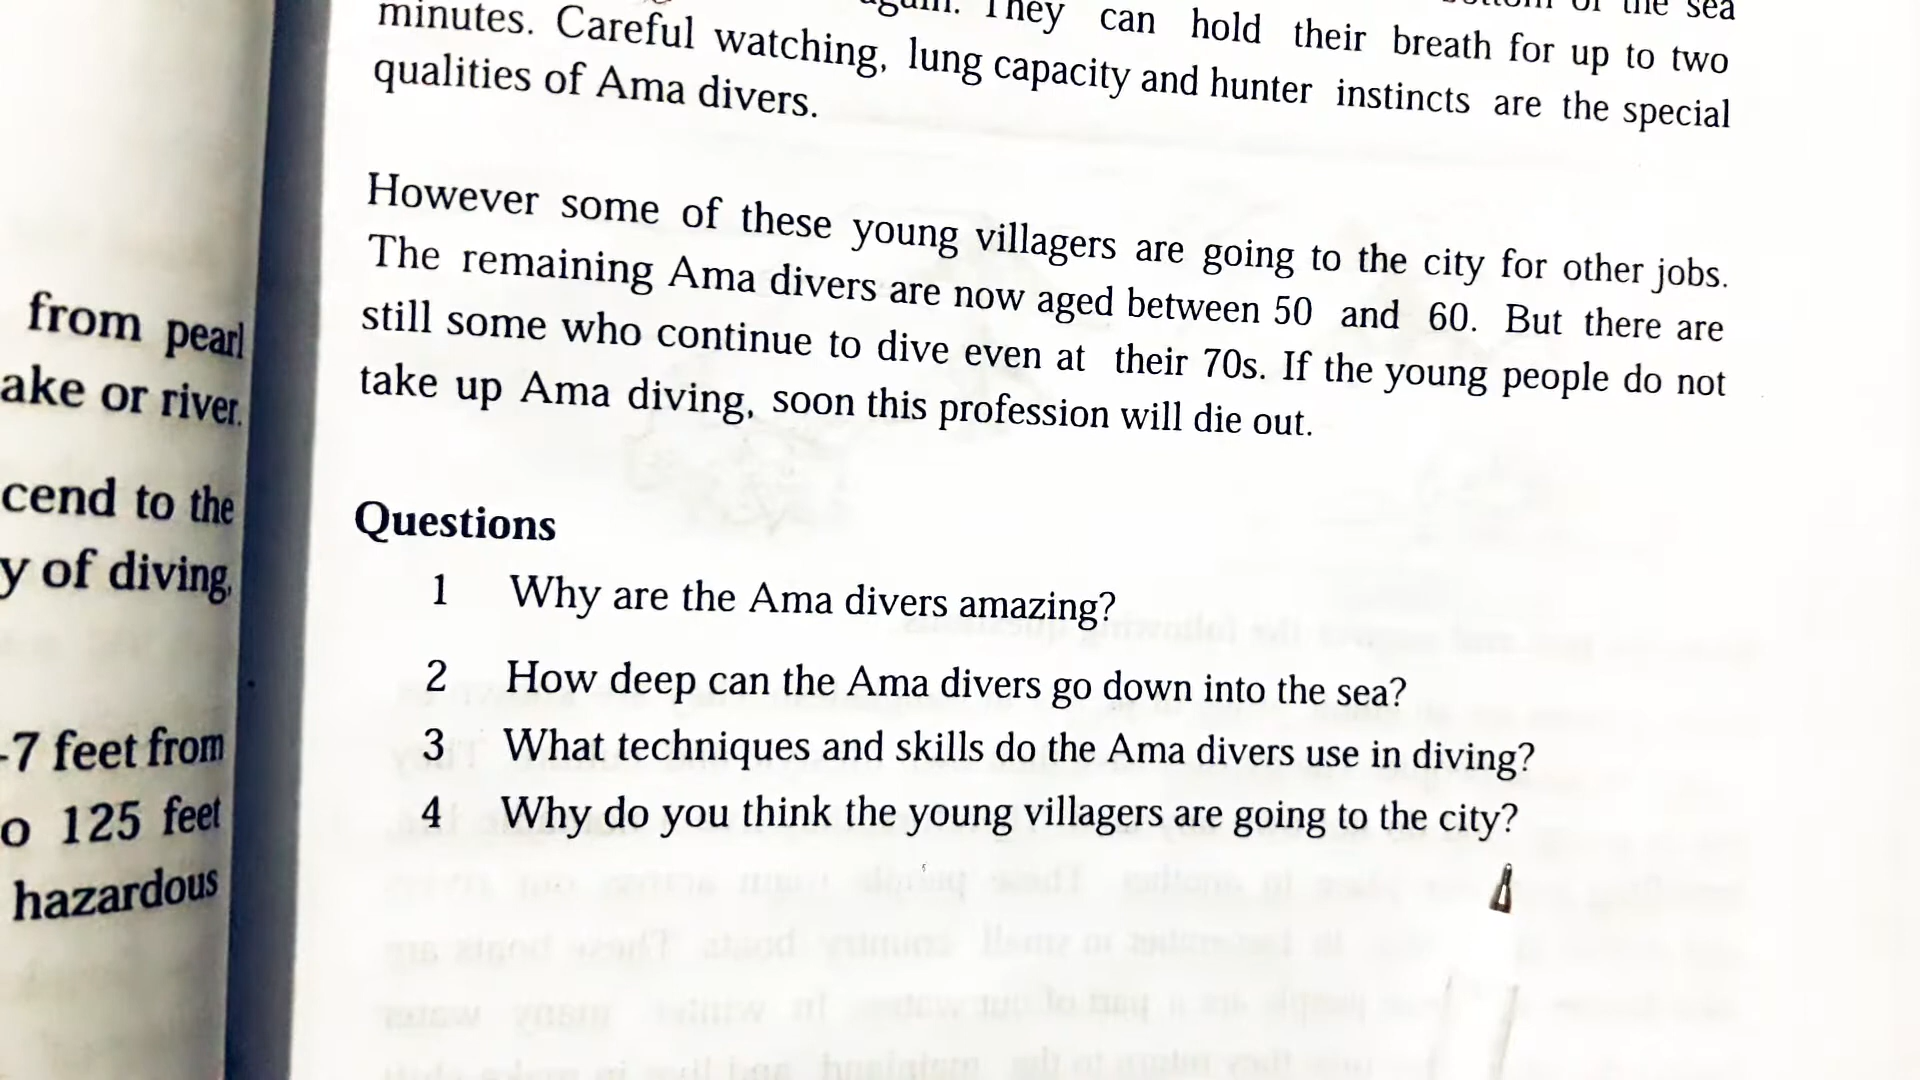 from pearl
ake or river.
cend to the
y of diving,
-7 feet from
o 125 feet
hazardous
of the sea
again. They can hold their breath for up to two
minutes. Careful watching, lung capacity and hunter instincts are the special
qualities of Ama divers.
However some of these young villagers are going to the city for other jobs.
The remaining Ama divers are now aged between 50 and 60. But there are
still some who continue to dive even at their 70s. If the young people do not
take up Ama diving, soon this profession will die out.
Questions
1 Why are the Ama divers amazing?
2 How deep can the Ama divers go down into the sea?
3 What techniques and skills do the Ama divers use in diving?
4 Why do you think the young villagers are going to the city?